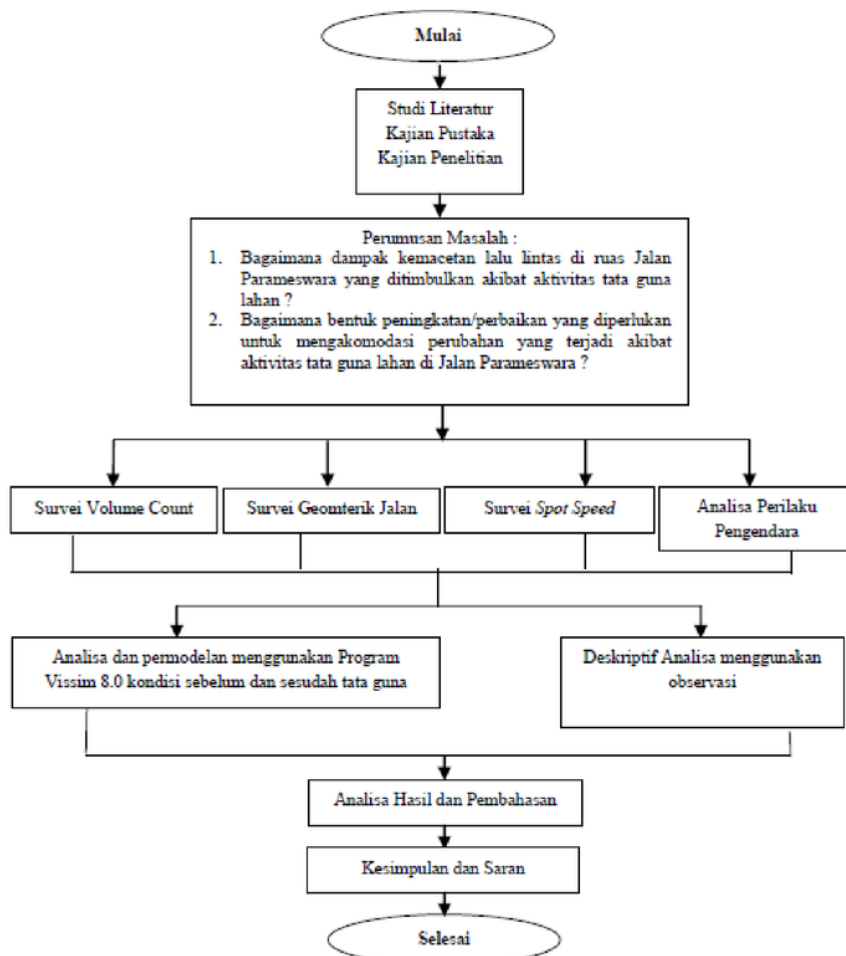 Mulai
Studi Literatur
Kajian Pustaka
Kajian Penelitian
Perumusan Masalah :
1. Bagaimana dampak kemacetan lalu lintas di ruas Jalan
Parameswara yang ditimbulkan akibat aktivitas tata guna
lahan ?
2. Bagaimana bentuk peningkatan/perbaikan yang diperlukan
untuk mengakomodasi perubahan yang terjadi akibat
aktivitas tata guna lahan di Jalan Parameswara ?
Survei Volume Count
Survei Geomterik Jalan
Survei Spot Speed
Analisa Perilaku
Pengendara
Analisa dan permodelan menggunakan Program
Vissim 8.0 kondisi sebelum dan sesudah tata guna
Deskriptif Analisa menggunakan
observasi
Analisa Hasil dan Pembahasan
Kesimpulan dan Saran
Selesai